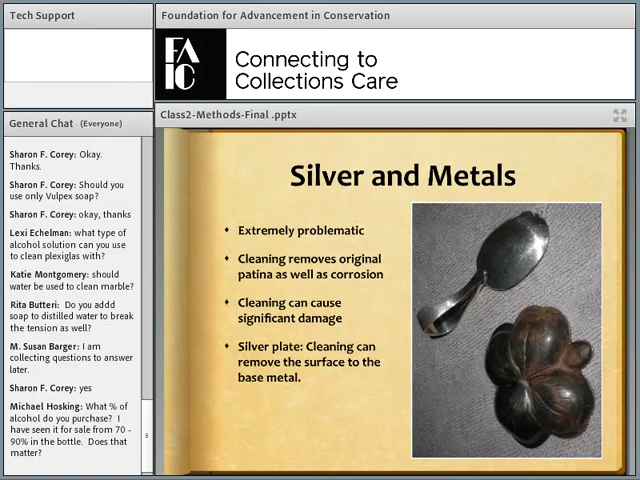 Tech Support
Foundation for Advancement in Conservation
FA
IC
Connecting to
Collections Care
General Chat (Everyone)
Sharon F. Corey: Okay.
Thanks.
Sharon F. Corey: Should you
use only Vulpex soap?
Sharon F. Corey: okay, thanks
Lexi Echelman: what type of
alcohol solution can you use
to clean plexiglas with?
Katie Montgomery: should
water be used to clean marble?
Rita Butteri: Do you addd
soap to distilled water to break
the tension as well?
M. Susan Barger: I am
collecting questions to answer
later.
Sharon F. Corey: yes
Michael Hosking: What % of
alcohol do you purchase? I
have seen it for sale from 70 -
90% in the bottle. Does that
matter?
Class2-Methods-Final .pptx
Silver and Metals
Extremely problematic
Cleaning removes original
patina as well as corrosion
Cleaning can cause
significant damage
Silver plate: Cleaning can
remove the surface to the
base metal.